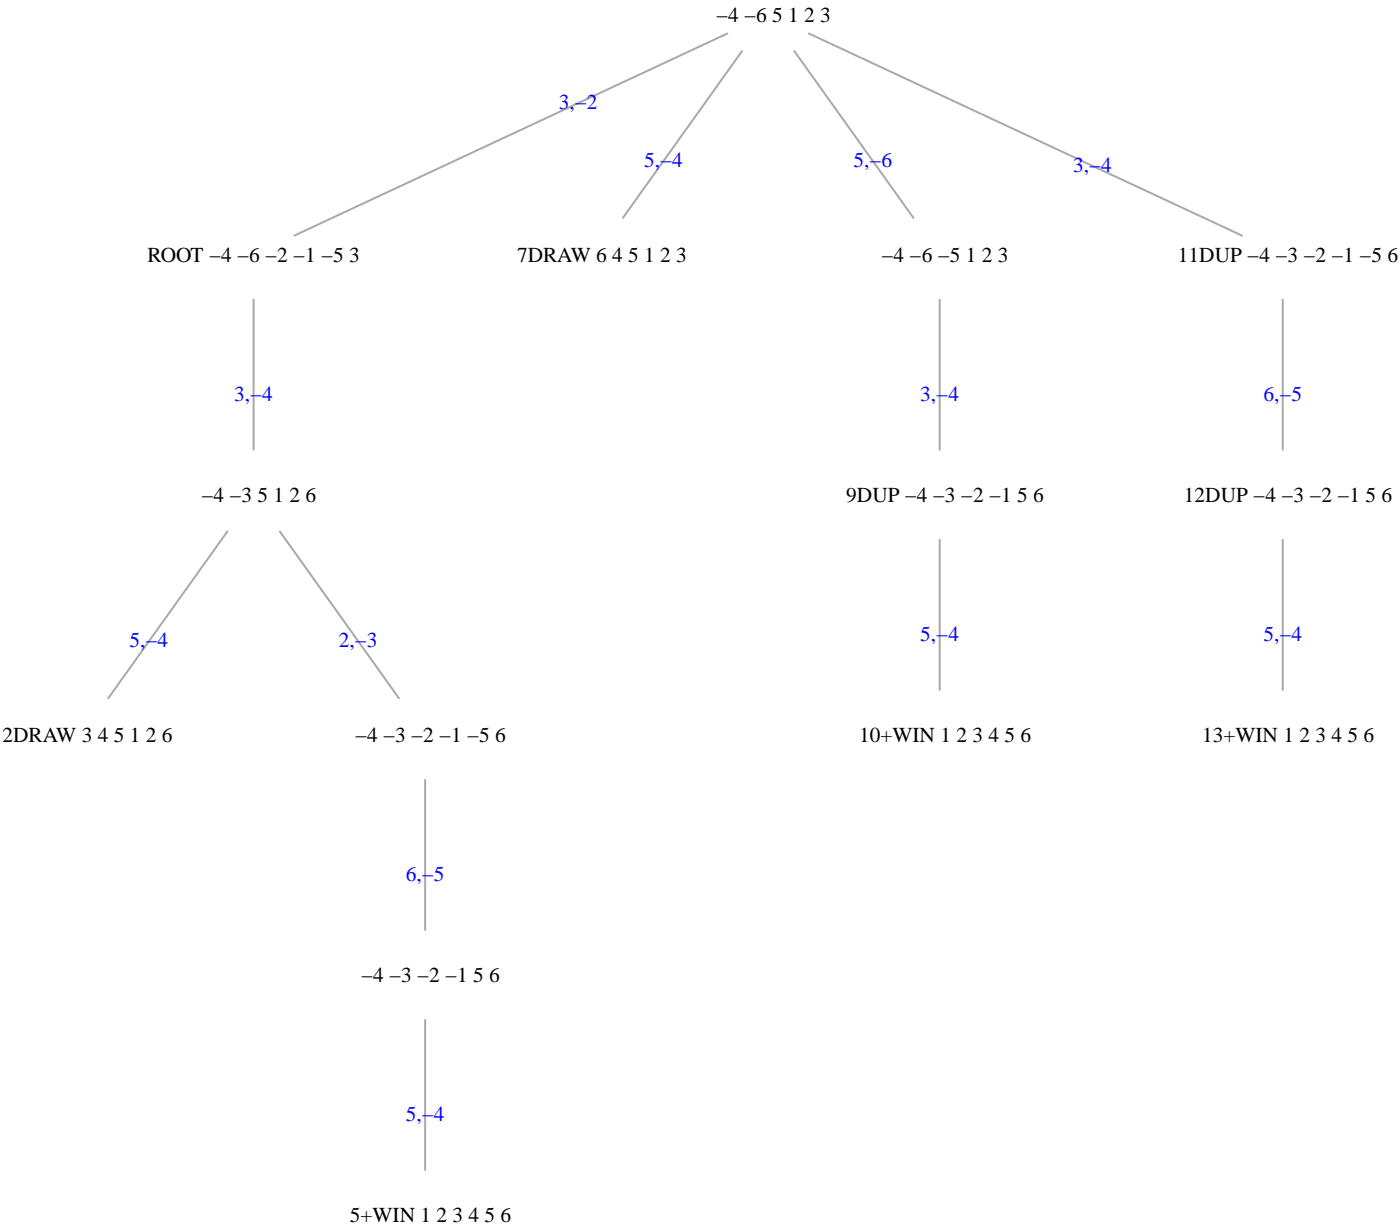 –4 –6 5 1 2 3
3,–2
5,–4
5,–6
3,–4
ROOT –4 –6 –2 –1 –5 3
7DRAW 6 4 5 1 2 3
–4 –6 –5 1 2 3
11DUP –4 –3 –2 –1 –5 6
3,–4
3,–4
6,–5
–4 –3 5 1 2 6
9DUP –4 –3 –2 –1 5 6
12DUP –4 –3 –2 –1 5 6
5,–4
2,–3
5,–4
5,–4
2DRAW 3 4 5 1 2 6
–4 –3 –2 –1 –5 6
10+WIN 1 2 3 4 5 6
13+WIN 1 2 3 4 5 6
6,–5
–4 –3 –2 –1 5 6
5,–4
5+WIN 1 2 3 4 5 6